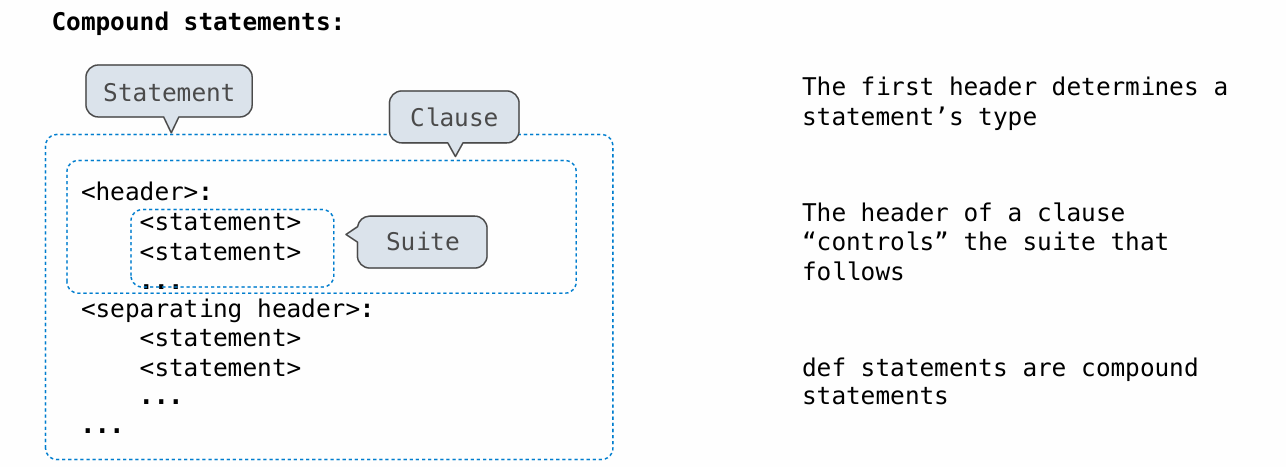 Compound statements:
Statement
Clause
<header>:
    <statement>
    <statement>
    ...
Suite
<separating header>:
    <statement>
    <statement>
    ...
...
The first header determines a
statement’s type
The header of a clause
“controls” the suite that
follows
def statements are compound
statements